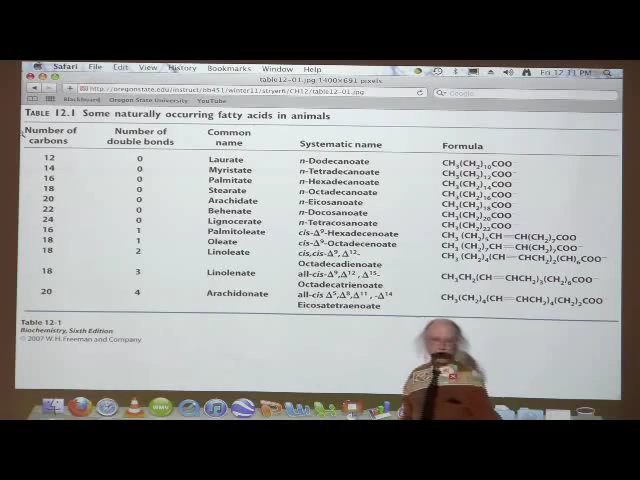 Safari File Edit View History Bookmarks Window Help Fri 12:11 PM
table12-01.jpg 1400×691 pixels
http://oregonstate.edu/instruct/bb451/winter11/stryer6/CH12/table12-01.jpg Google
Blackboard Oregon State University YouTube
TABLE 12.1 Some naturally occurring fatty acids in animals
Number of carbons Number of double bonds Common name Systematic name Formula
12 0 Laurate n-Dodecanoate CH3(CH2)10COO−
14 0 Myristate n-Tetradecanoate CH3(CH2)12COO−
16 0 Palmitate n-Hexadecanoate CH3(CH2)14COO−
18 0 Stearate n-Octadecanoate CH3(CH2)16COO−
20 0 Arachidate n-Eicosanoate CH3(CH2)18COO−
22 0 Behenate n-Docosanoate CH3(CH2)20COO−
24 0 Lignocerate n-Tetracosanoate CH3(CH2)22COO−
16 1 Palmitoleate cis-Δ9-Hexadecenoate CH3(CH2)5CH=CH(CH2)7COO−
18 1 Oleate cis-Δ9-Octadecenoate CH3(CH2)7CH=CH(CH2)7COO−
18 2 Linoleate cis,cis-Δ9, Δ12- CH3(CH2)4(CH=CHCH2)2(CH)6COO−
Octadecadienoate
18 3 Linolenate all-cis-Δ9,Δ12, Δ15- CH3CH2(CH=CHCH2)3(CH2)6COO−
Octadecatrienoate
20 4 Arachidonate all-cis Δ5,Δ8,Δ11, -Δ14 CH3(CH2)4(CH=CHCH2)4(CH2)2COO−
Eicosatetraenoate
Table 12-1
Biochemistry, Sixth Edition
© 2007 W. H. Freeman and Company
WMV